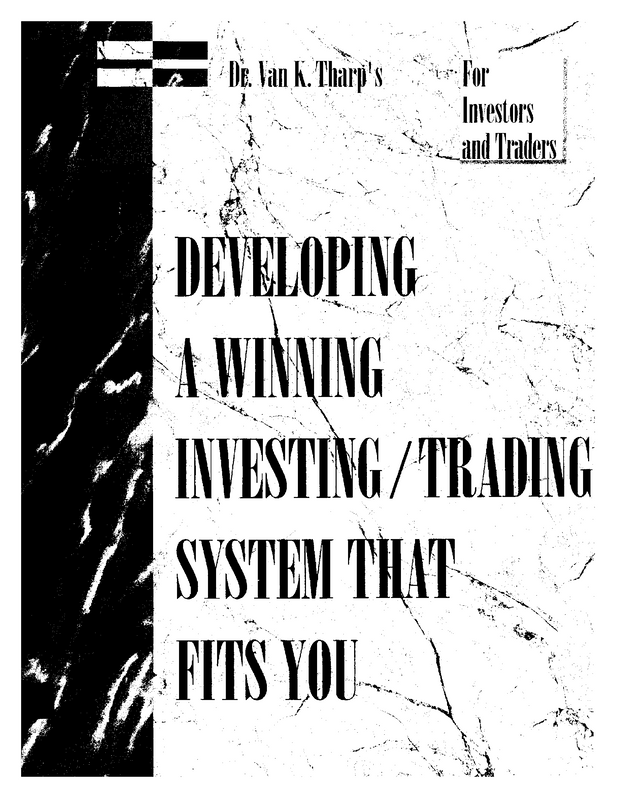 Dr. Van K. Tharp's
For
Investors
and Traders
DEVELOPING
A WINNING
INVESTING/TRADING
SYSTEM THAT
FITS YOU